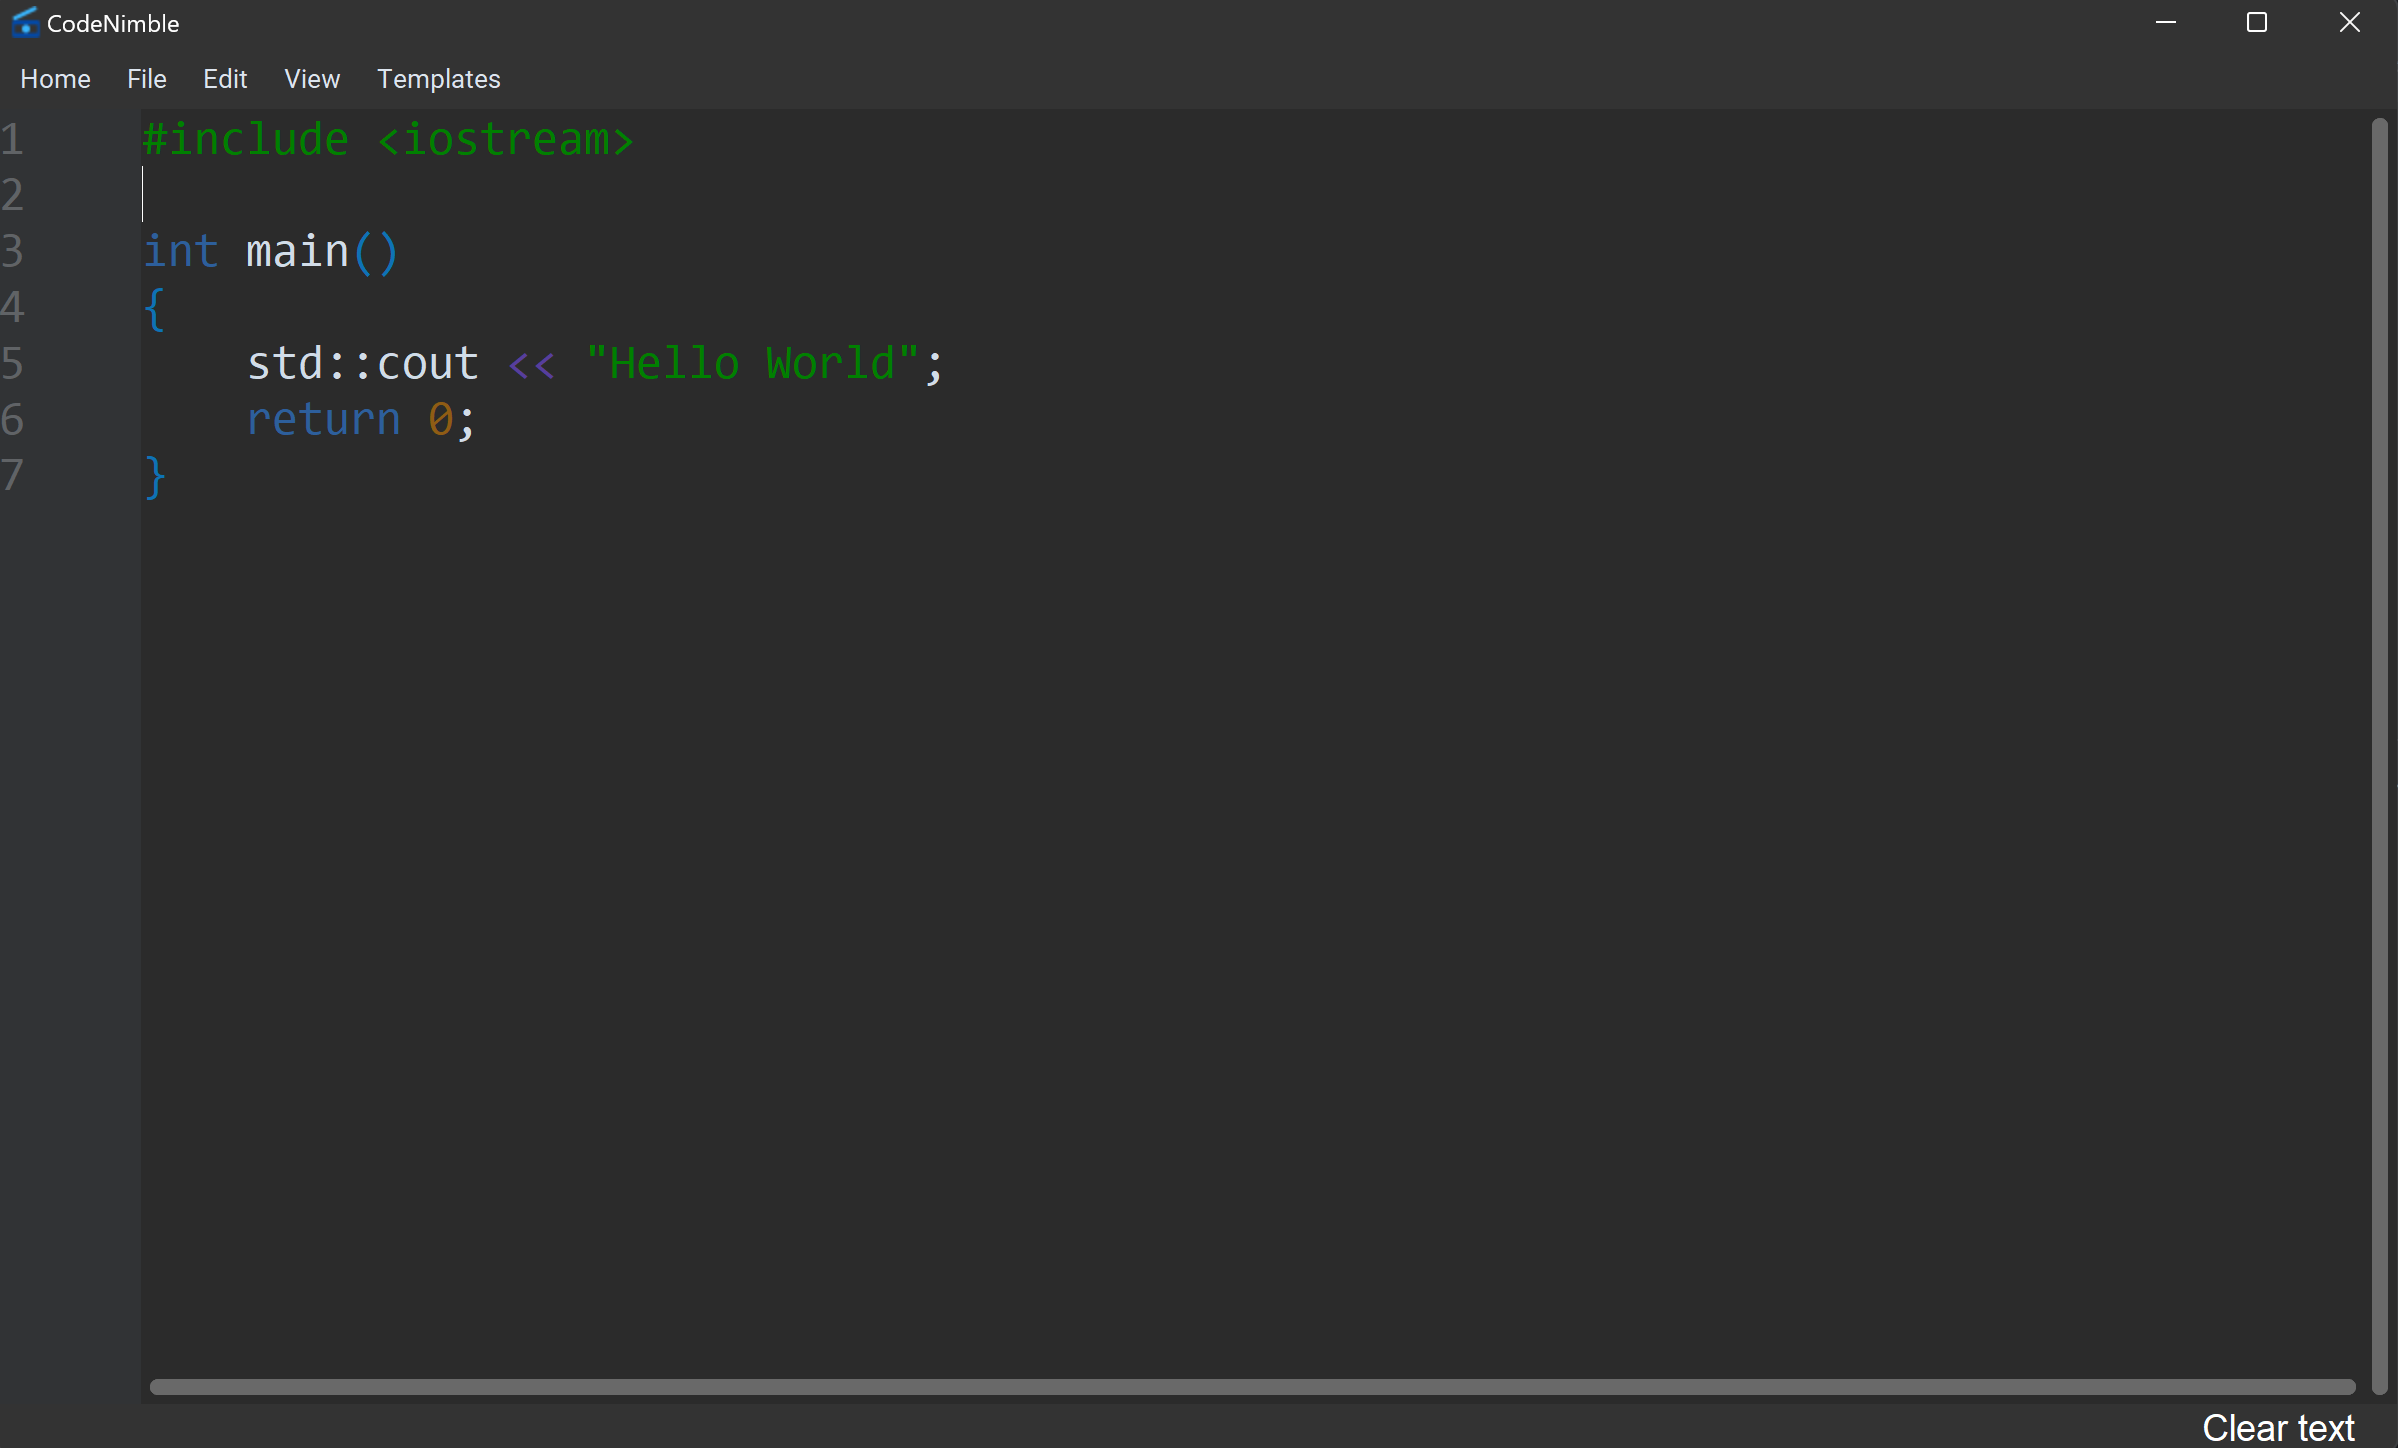 CodeNimble
Home File Edit View Templates
1 #include <iostream>
2
3 int main()
4 {
5     std::cout << "Hello World";
6     return 0;
7 }
Clear text